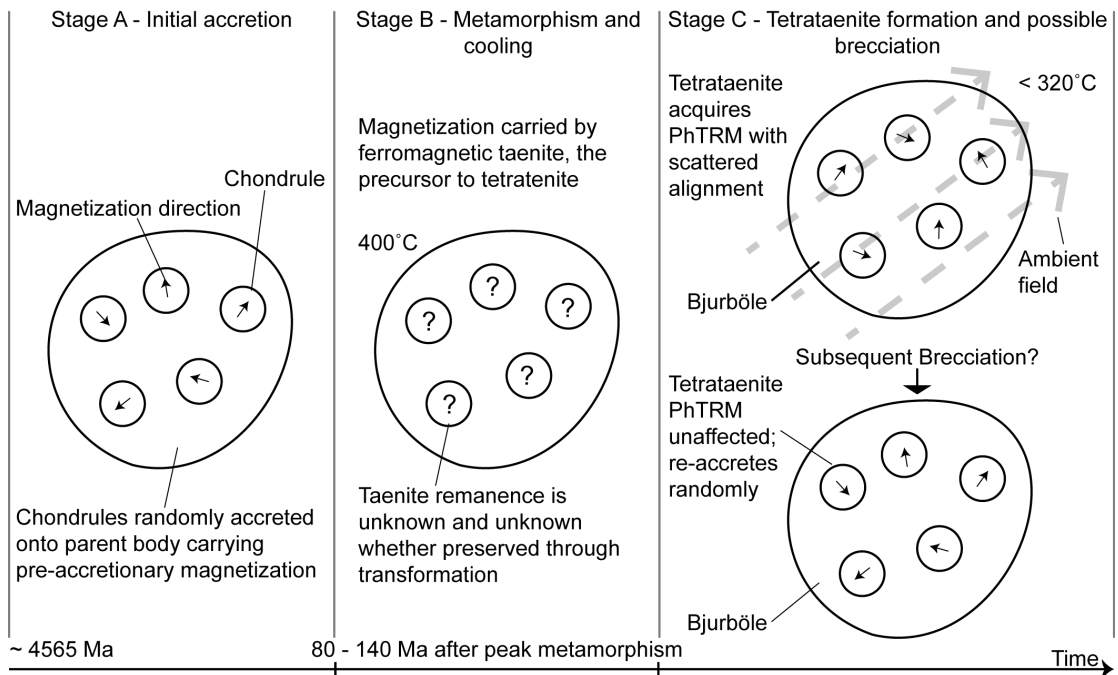 Stage A - Initial accretion
Magnetization direction
Chondrule
Chondrules randomly accreted
onto parent body carrying
pre-accretionary magnetization
Stage B - Metamorphism and
cooling
Magnetization carried by
ferromagnetic taenite, the
precursor to tetratenite
400˚C
?
?
?
?
?
Taenite remanence is
unknown and unknown
whether preserved through
transformation
Stage C - Tetrataenite formation and possible
brecciation
Tetrataenite
acquires
PhTRM with
scattered
alignment
< 320˚C
Ambient
field
Bjurböle
Subsequent Brecciation?
Tetrataenite
PhTRM
unaffected;
re-accretes
randomly
Bjurböle
~ 4565 Ma
80 - 140 Ma after peak metamorphism
Time